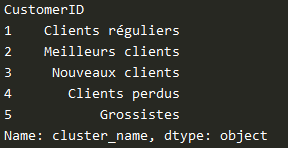 CustomerID
1 Clients réguliers
2 Meilleurs clients
3 Nouveaux clients
4 Clients perdus
5 Grossistes
Name: cluster_name, dtype: object